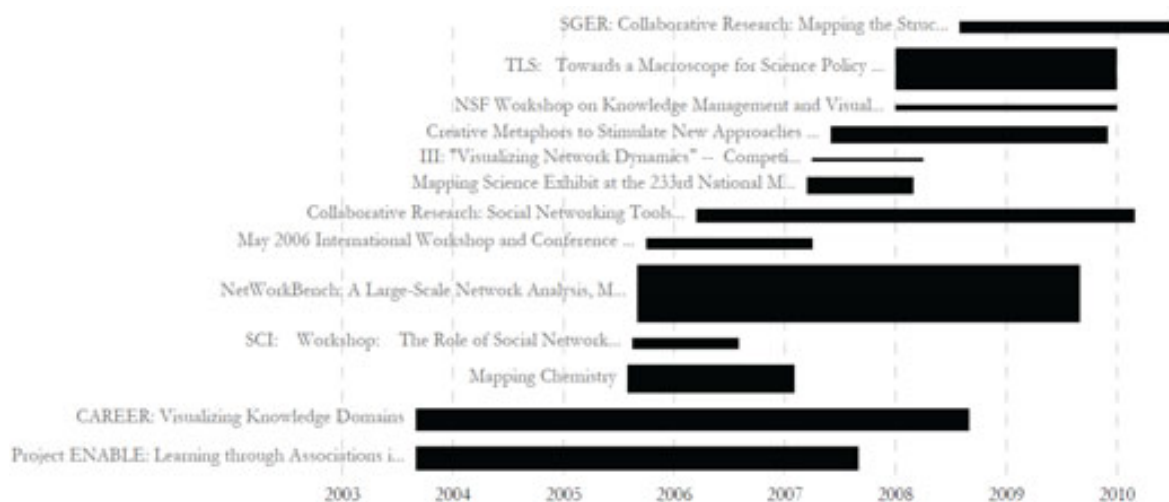 SGER: Collaborative Research: Mapping the Struc...
TLS: Towards a Macroscope for Science Policy ...
NSF Workshop on Knowledge Management and Visual...
Creative Metaphors to Stimulate New Approaches ...
III: "Visualizing Network Dynamics" -- Competi...
Mapping Science Exhibit at the 233rd National M...
Collaborative Research: Social Networking Tools...
May 2006 International Workshop and Conference ...
NetWorkBench: A Large-Scale Network Analysis, M...
SCI: Workshop: The Role of Social Network...
Mapping Chemistry
CAREER: Visualizing Knowledge Domains
Project ENABLE: Learning through Associations i...
2003 2004 2005 2006 2007 2008 2009 2010